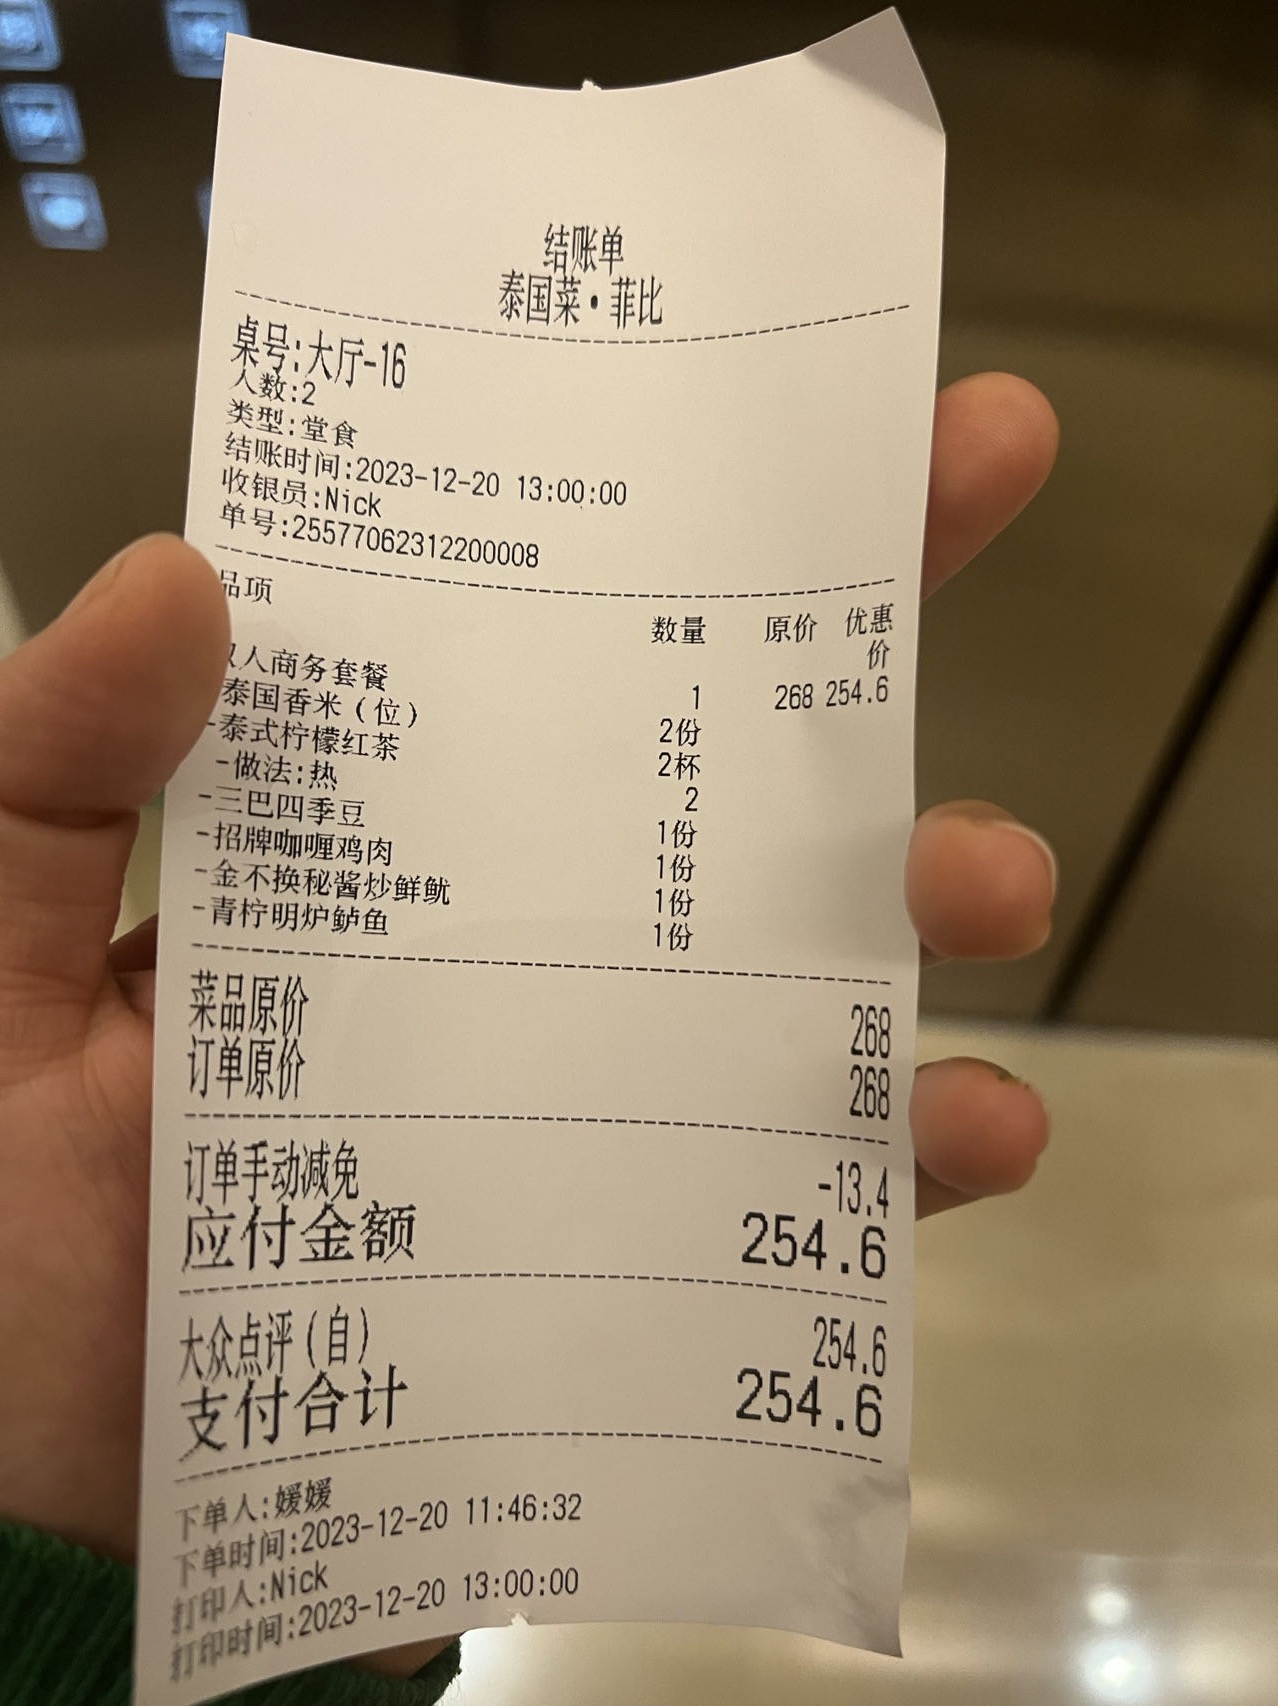 结账单
泰国菜·菲比
桌号:大厅-16
人数:2
类型:堂食
结账时间:2023-12-20 13:00:00
收银员:Nick
单号:25577062312200008
品项 数量 原价 优惠价
双人商务套餐 1 268 254.6
泰国香米(位) 2份
-泰式柠檬红茶 2杯
-做法:热 2
-三巴四季豆 1份
-招牌咖喱鸡肉 1份
-金不换秘酱炒鲜鱿 1份
-青柠明炉鲈鱼 1份
菜品原价 268
订单原价 268
订单手动减免 -13.4
应付金额 254.6
大众点评(自) 254.6
支付合计 254.6
下单人:媛媛
下单时间:2023-12-20 11:46:32
打印人:Nick
打印时间:2023-12-20 13:00:00